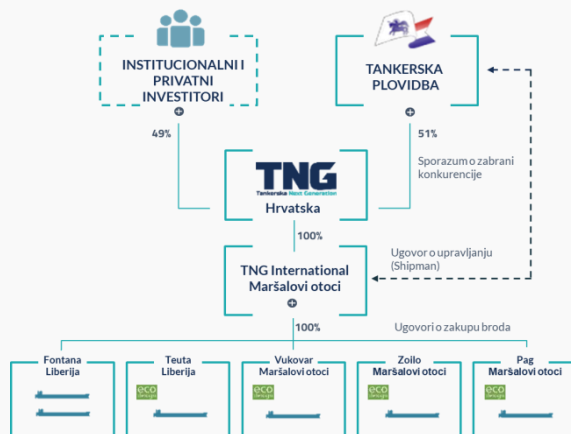 INSTITUCIONALNI I
PRIVATNI
INVESTITORI
TANKERSKA
PLOVIDBA
49%
51%
Sporazum o zabrani
konkurencije
TNG
Tankerska Next Generation
Hrvatska
100%
TNG International
Maršalovi otoci
Ugovor o upravljanju
(Shipman)
100%
Ugovori o zakupu broda
Fontana
Liberija
Teuta
Liberija
eco
design
Vukovar
Maršalovi otoci
eco
design
Zoilo
Maršalovi otoci
eco
design
Pag
Maršalovi otoci
eco
design